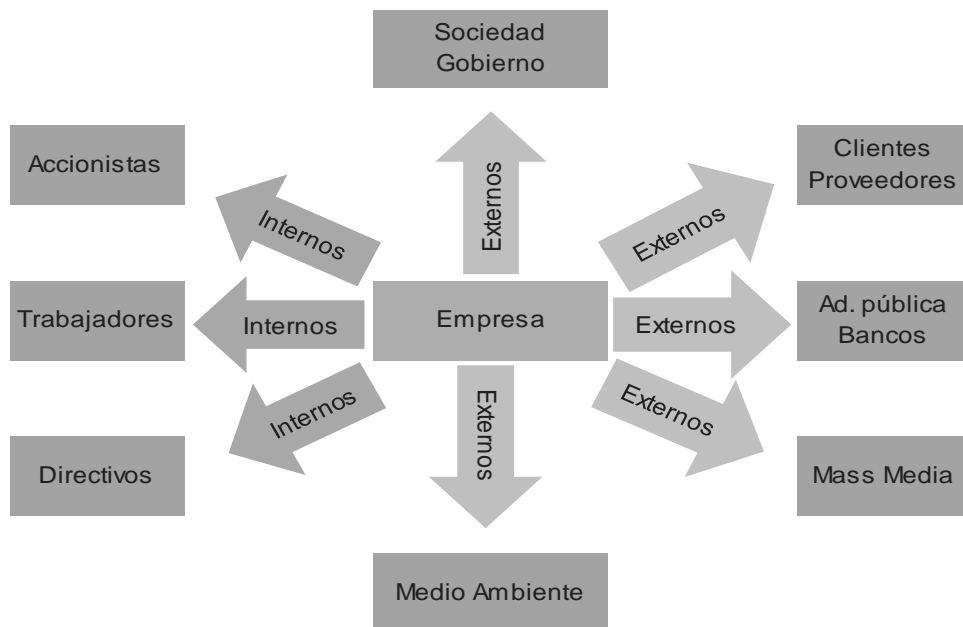 Sociedad
Gobierno
Accionistas
Clientes
Proveedores
Internos
Externos
Externos
Trabajadores
Internos
Empresa
Externos
Ad. pública
Bancos
Internos
Externos
Externos
Directivos
Mass Media
Medio Ambiente